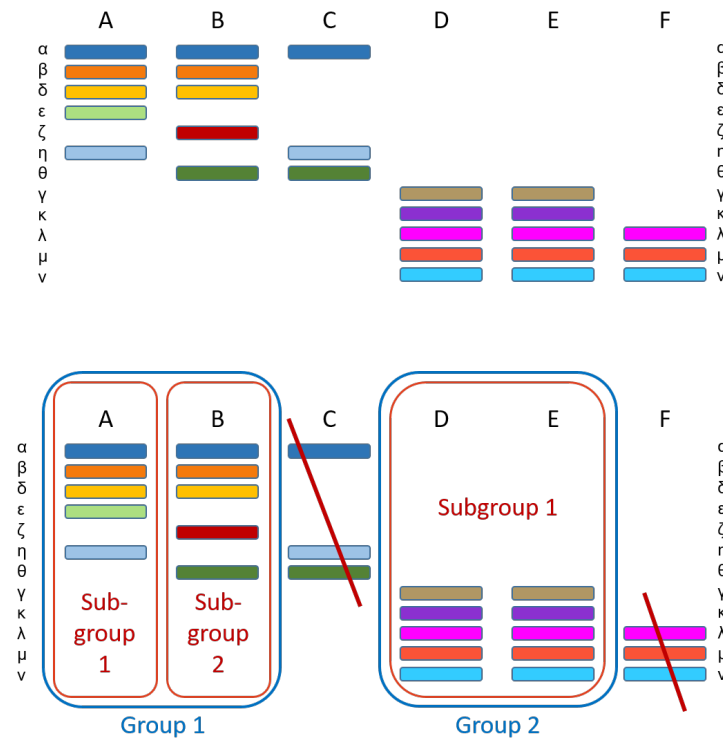 A B C D E F
α α
β β
δ δ
ε ε
ζ ζ
η η
θ θ
γ γ
κ κ
λ λ
μ μ
ν ν
A B C D E F
α α
β β
δ δ
ε ε
ζ ζ
η η
θ θ
γ γ
κ κ
λ λ
μ μ
ν ν
Sub-
group
1
Sub-
group
2
Subgroup 1
Group 1
Group 2